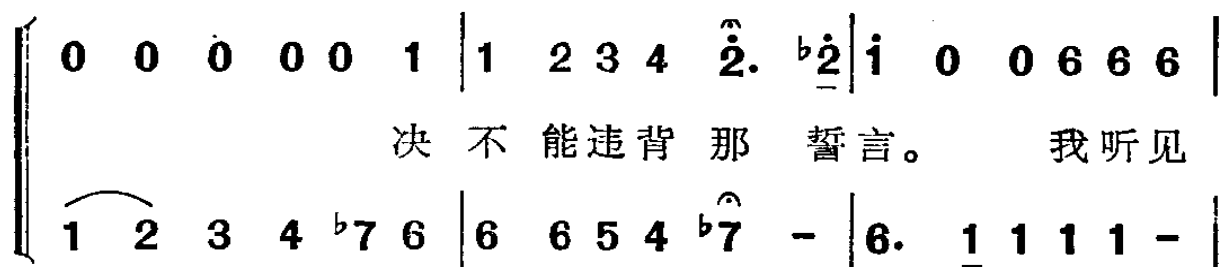 0 0 0 0 0 1 | 1 2 3 4 2̇. ♭2̇ | 1̇ 0 0 6 6 6 |
决 不 能 违 背 那 誓 言。 我 听 见
1 2 3 4 ♭7 6 | 6 6 5 4 ♭7 – | 6. 1 1 1 1 – |